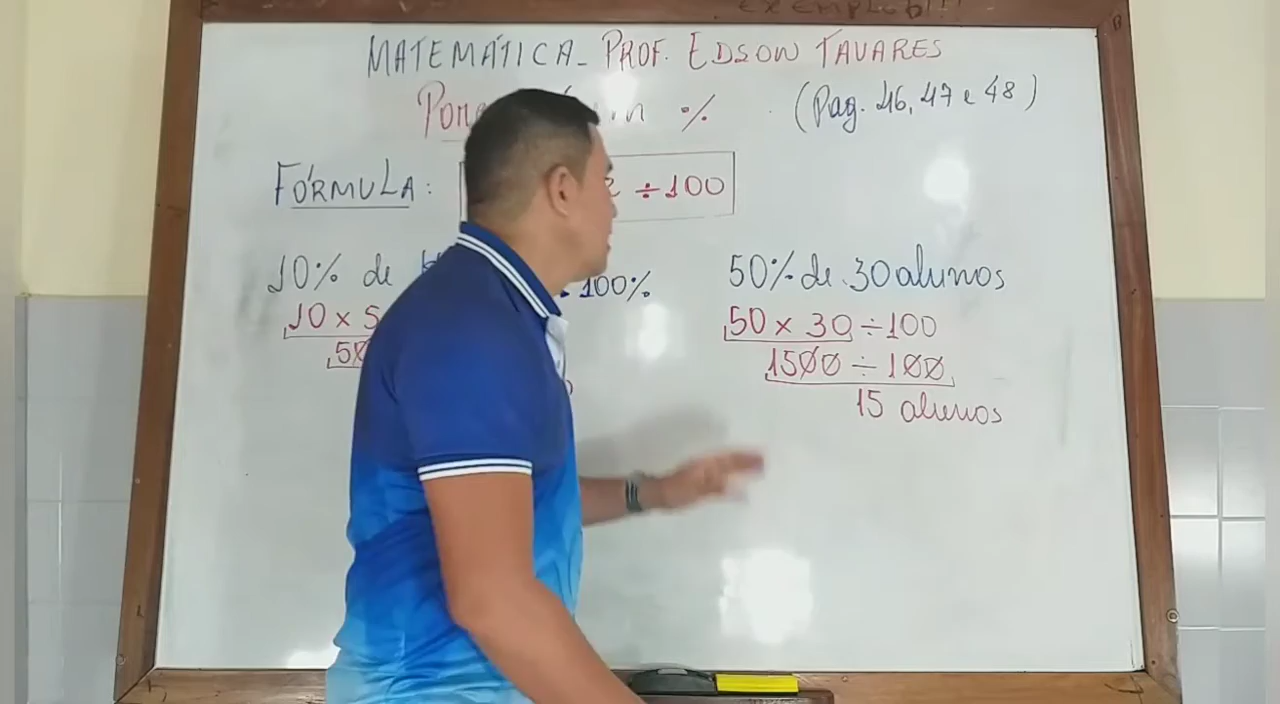 MATEMÁTICA - PROF. EDSON TAVARES
% (Pag. 46, 47 e 48)
FÓRMULA: ÷ 100
10% de 100%
10 x 5
50
50% de 30 alunos
50 x 30 ÷ 100
1500 ÷ 100
15 alunos